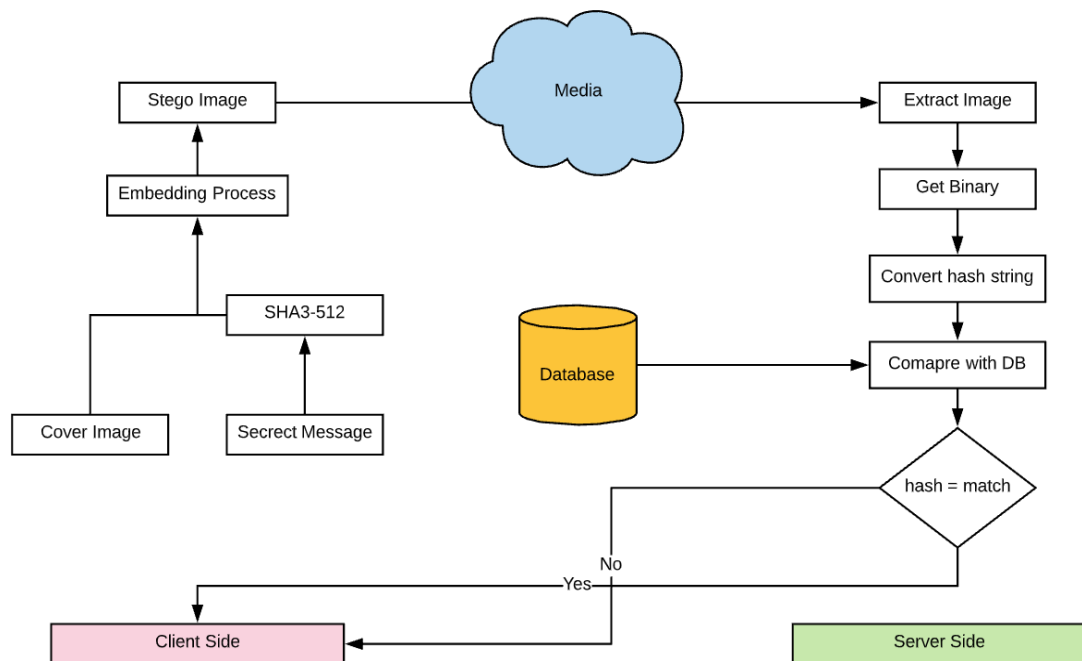 Media
Stego Image
Extract Image
Embedding Process
Get Binary
Convert hash string
SHA3-512
Database
Comapre with DB
Cover Image
Secrect Message
hash = match
No
Yes
Client Side
Server Side